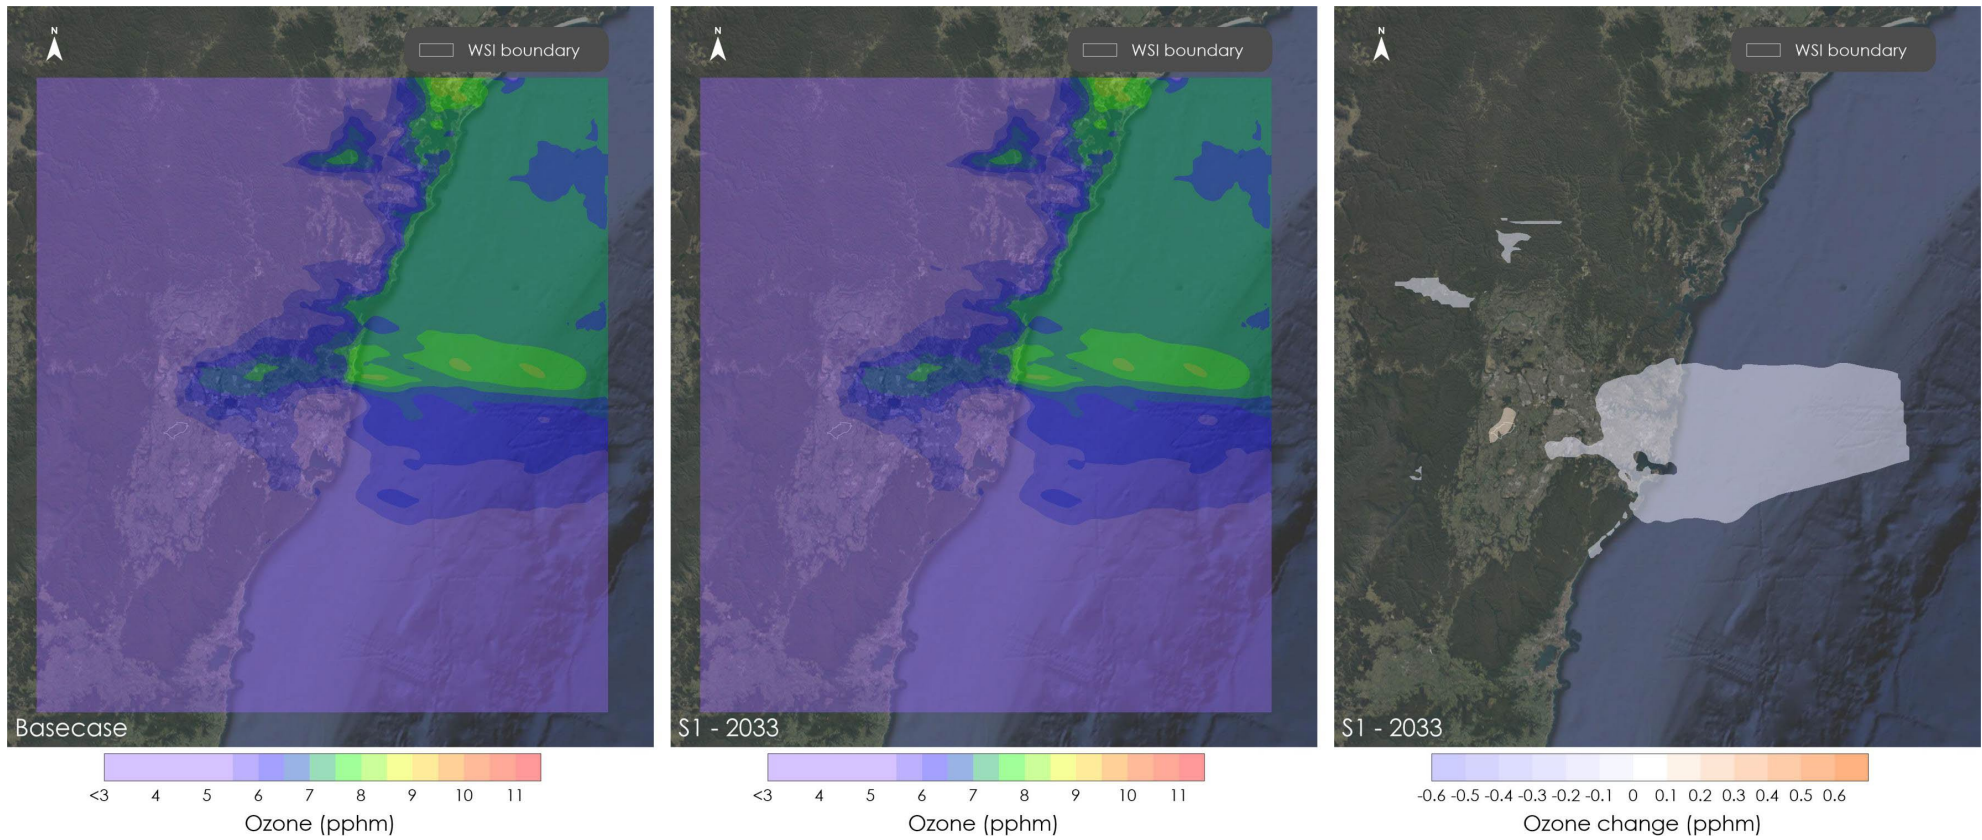 N
WSI boundary
N
WSI boundary
N
WSI boundary
Basecase
S1 - 2033
S1 - 2033
<3 4 5 6 7 8 9 10 11
Ozone (pphm)
<3 4 5 6 7 8 9 10 11
Ozone (pphm)
-0.6 -0.5 -0.4 -0.3 -0.2 -0.1 0 0.1 0.2 0.3 0.4 0.5 0.6
Ozone change (pphm)